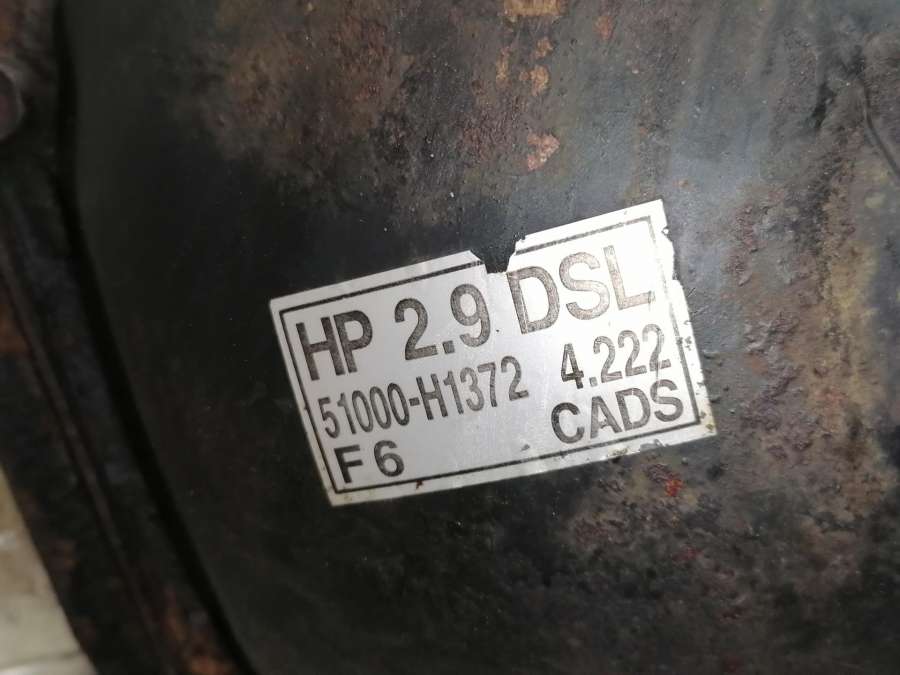 HP 2.9 DSL
51000-H1372 4.222
F6 CADS